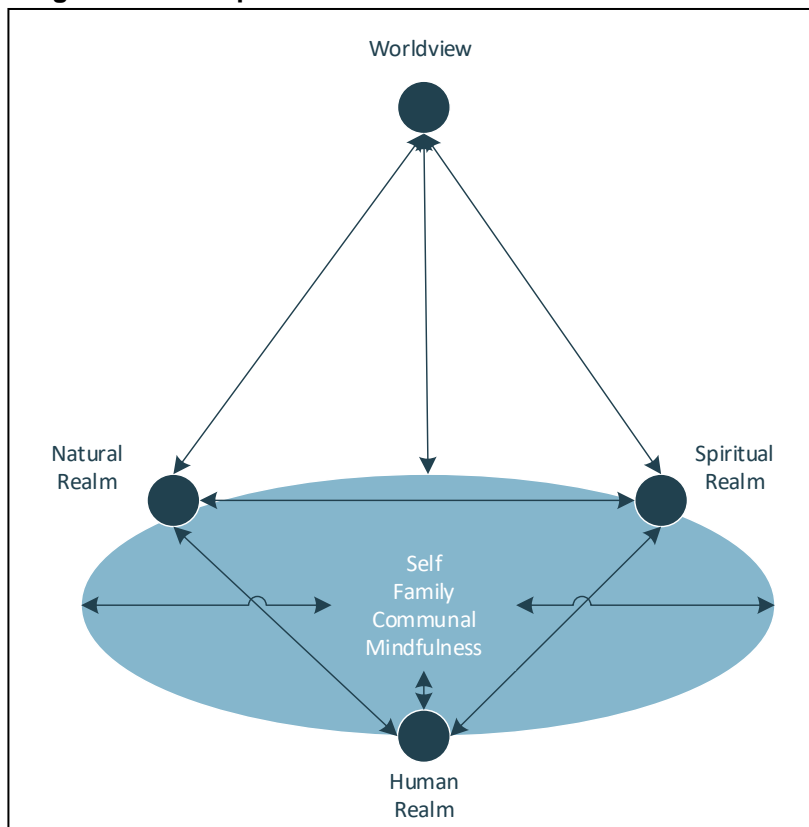 Worldview
Natural
Realm
Spiritual
Realm
Self
Family
Communal
Mindfulness
Human
Realm